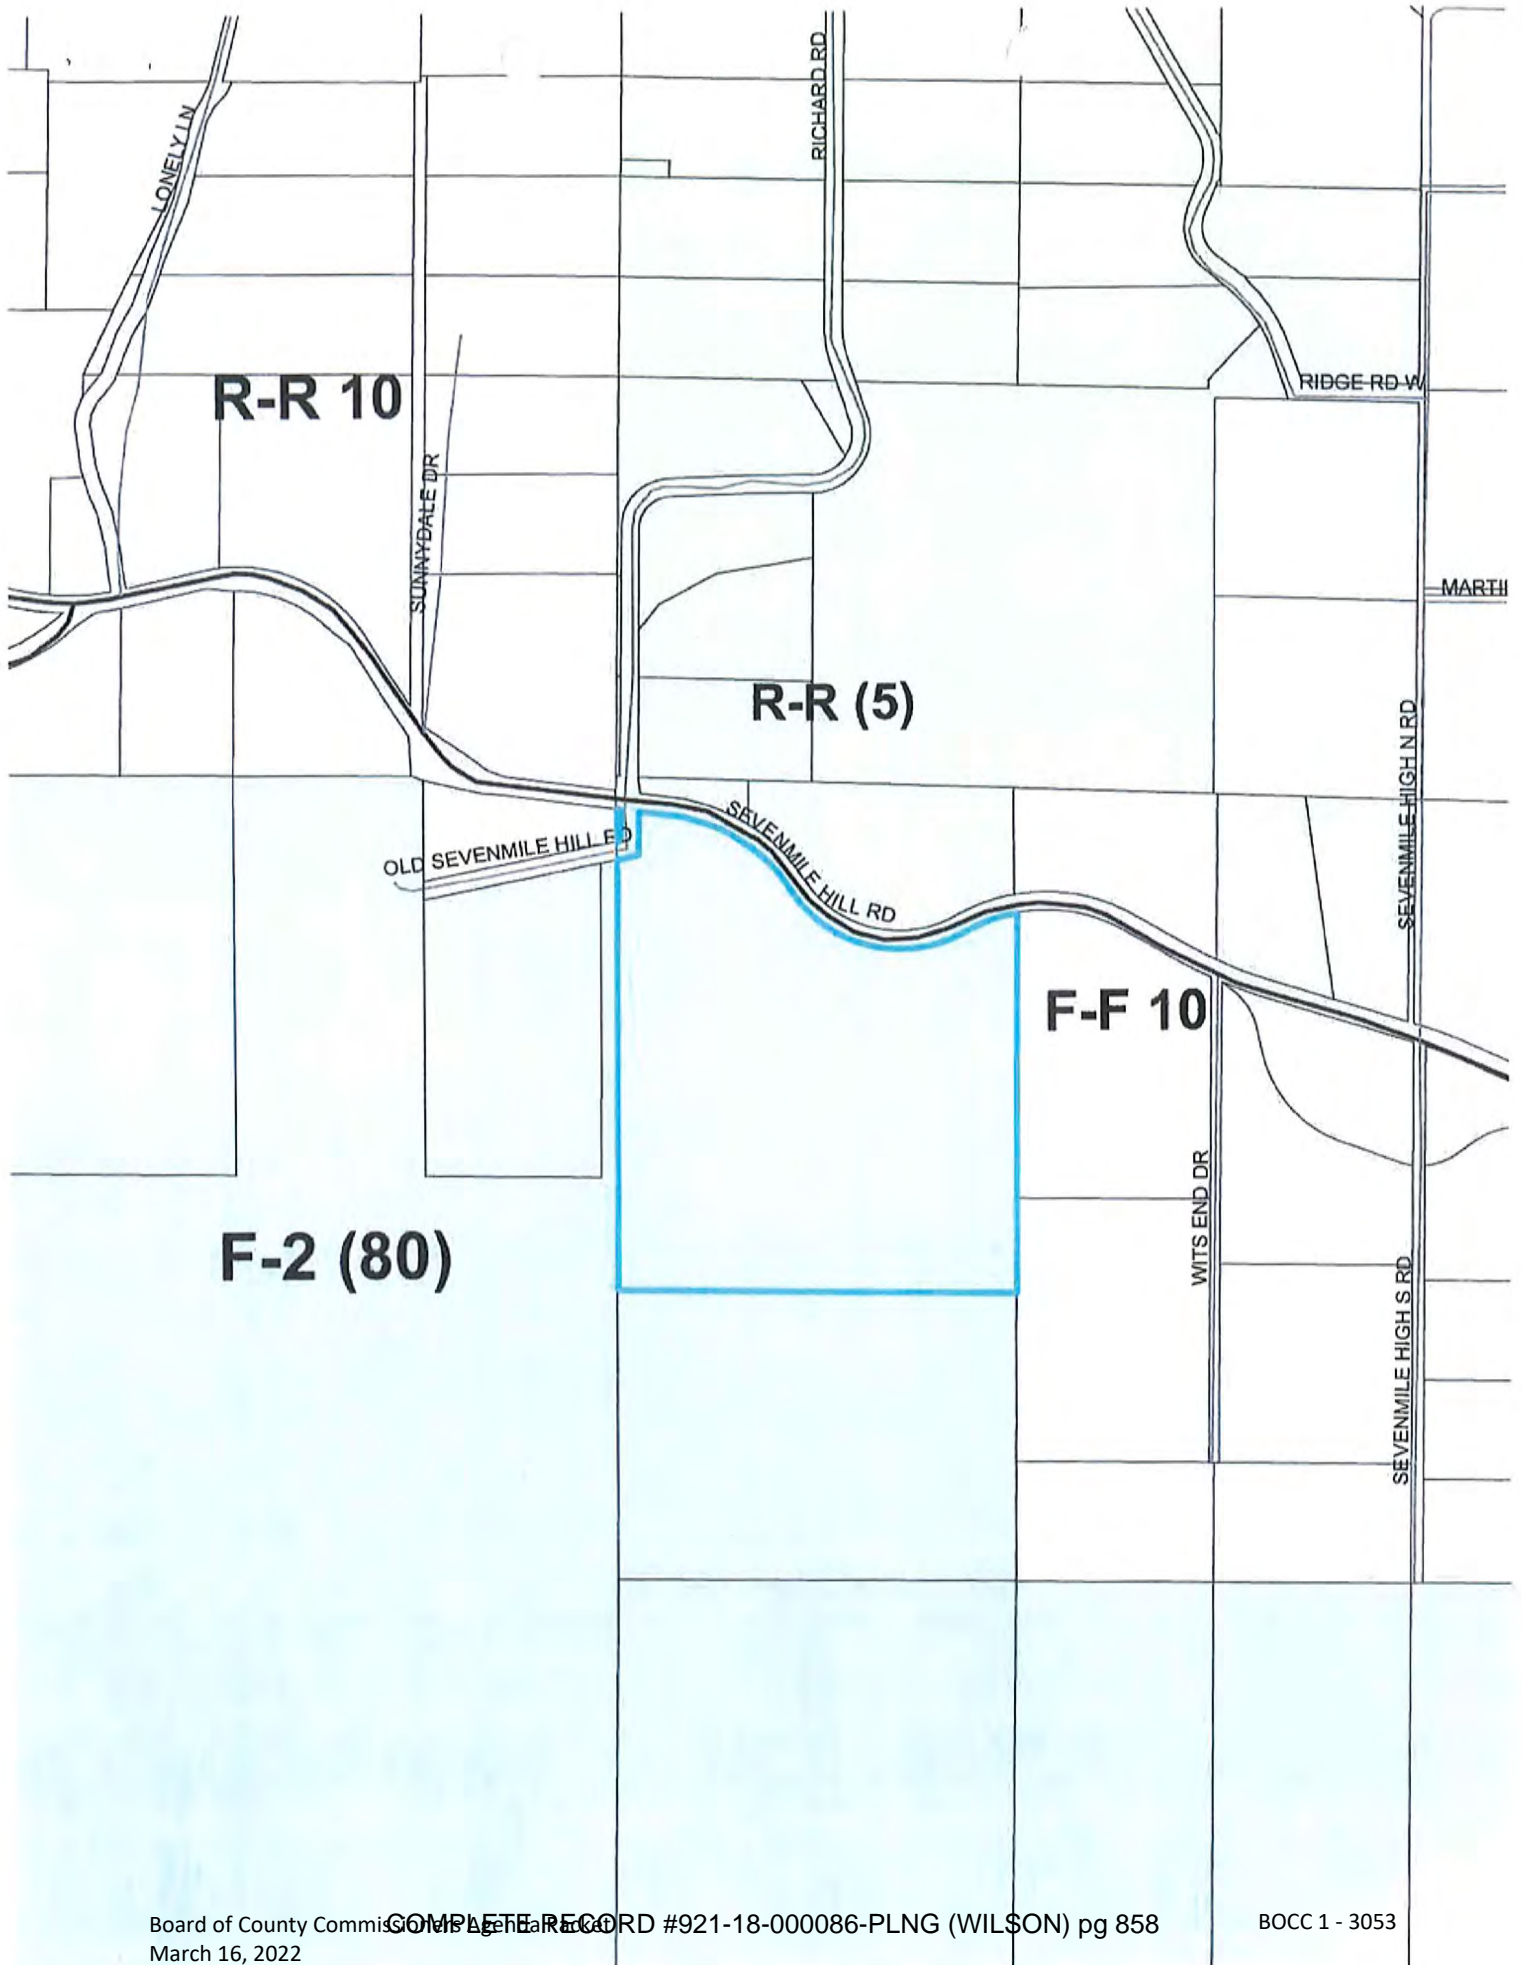 RICHARD RD
LONELY LN
R-R 10
RIDGE RD W
SUNNYDALE DR
MARTI
R-R (5)
SEVENMILE HIGH N RD
SEVENMILE HILL RD
OLD SEVENMILE HILL RD
F-F 10
WITS END DR
F-2 (80)
SEVENMILE HIGH S RD
Board of County Commissioners Agenda Packet
COMPLETE RECORD #921-18-000086-PLNG (WILSON) pg 858
BOCC 1 - 3053
March 16, 2022